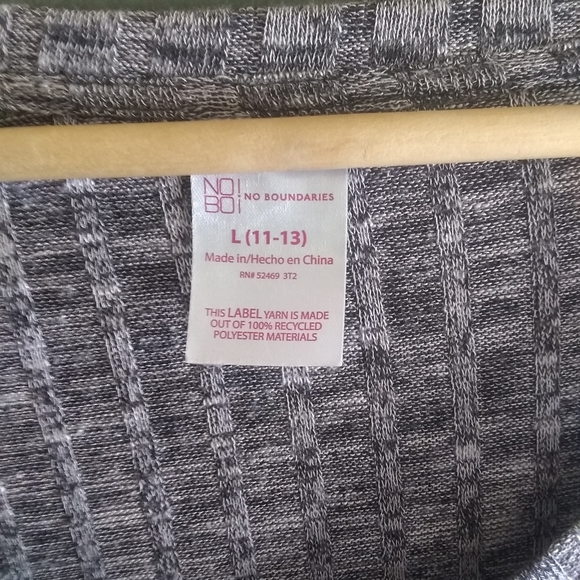 NO!
BOi
NO BOUNDARIES
L (11-13)
Made in/Hecho en China
RN# 52469 3T2
THIS LABEL YARN IS MADE
OUT OF 100% RECYCLED
POLYESTER MATERIALS